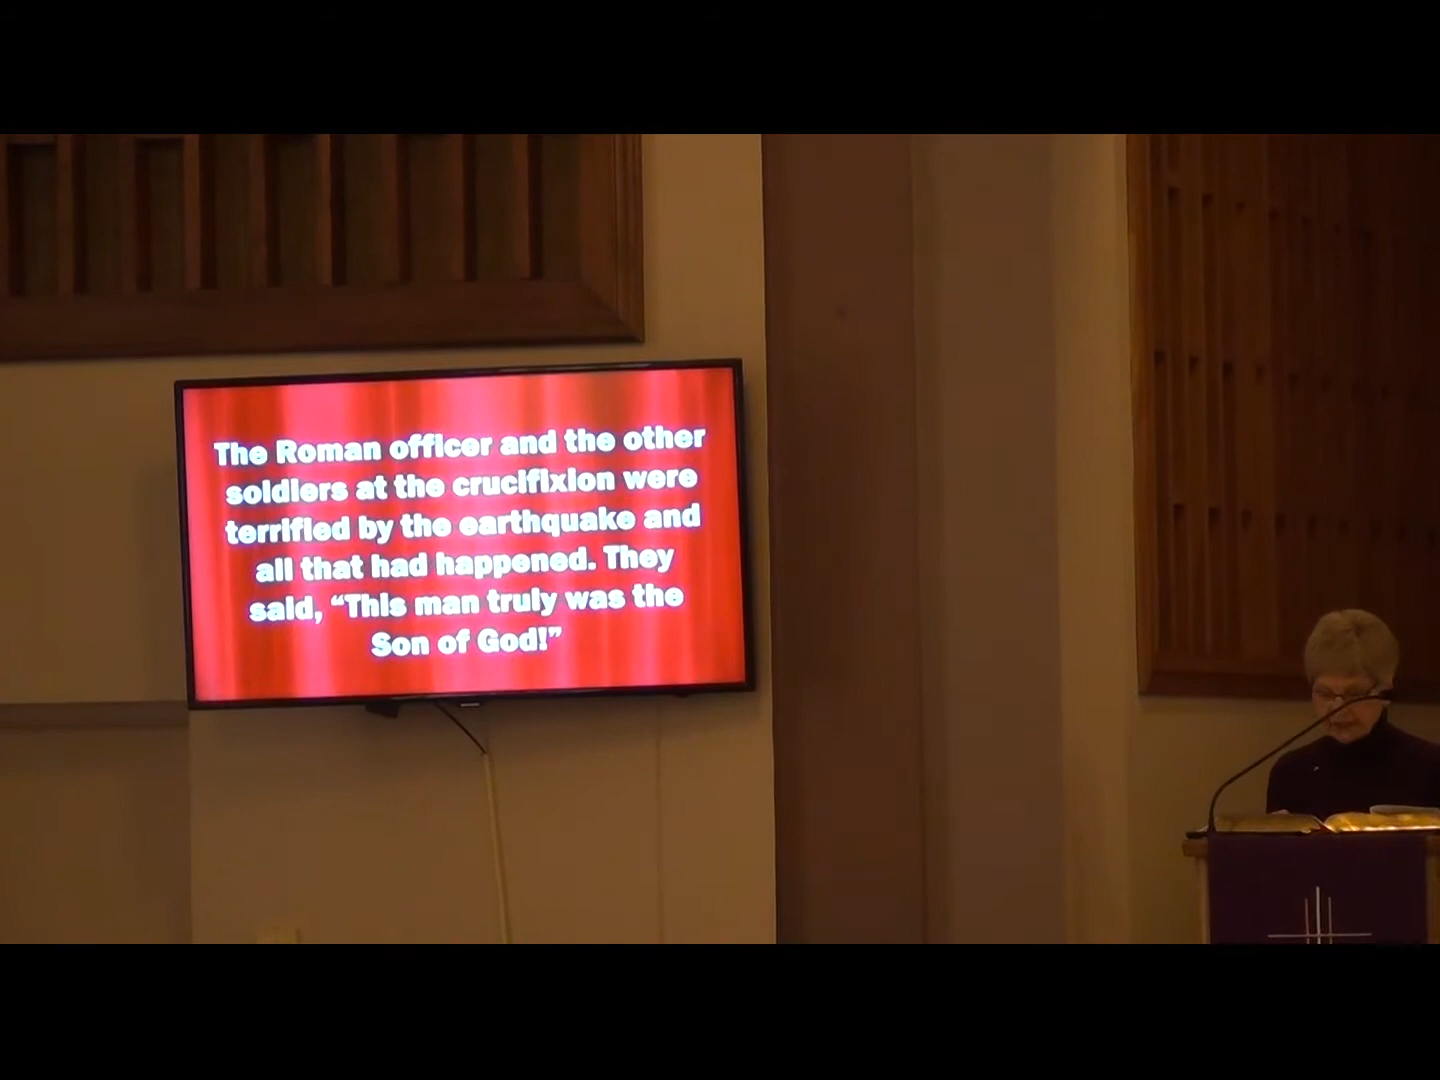 The Roman officer and the other
soldiers at the crucifixion were
terrified by the earthquake and
all that had happened. They
said, “This man truly was the
Son of God!”